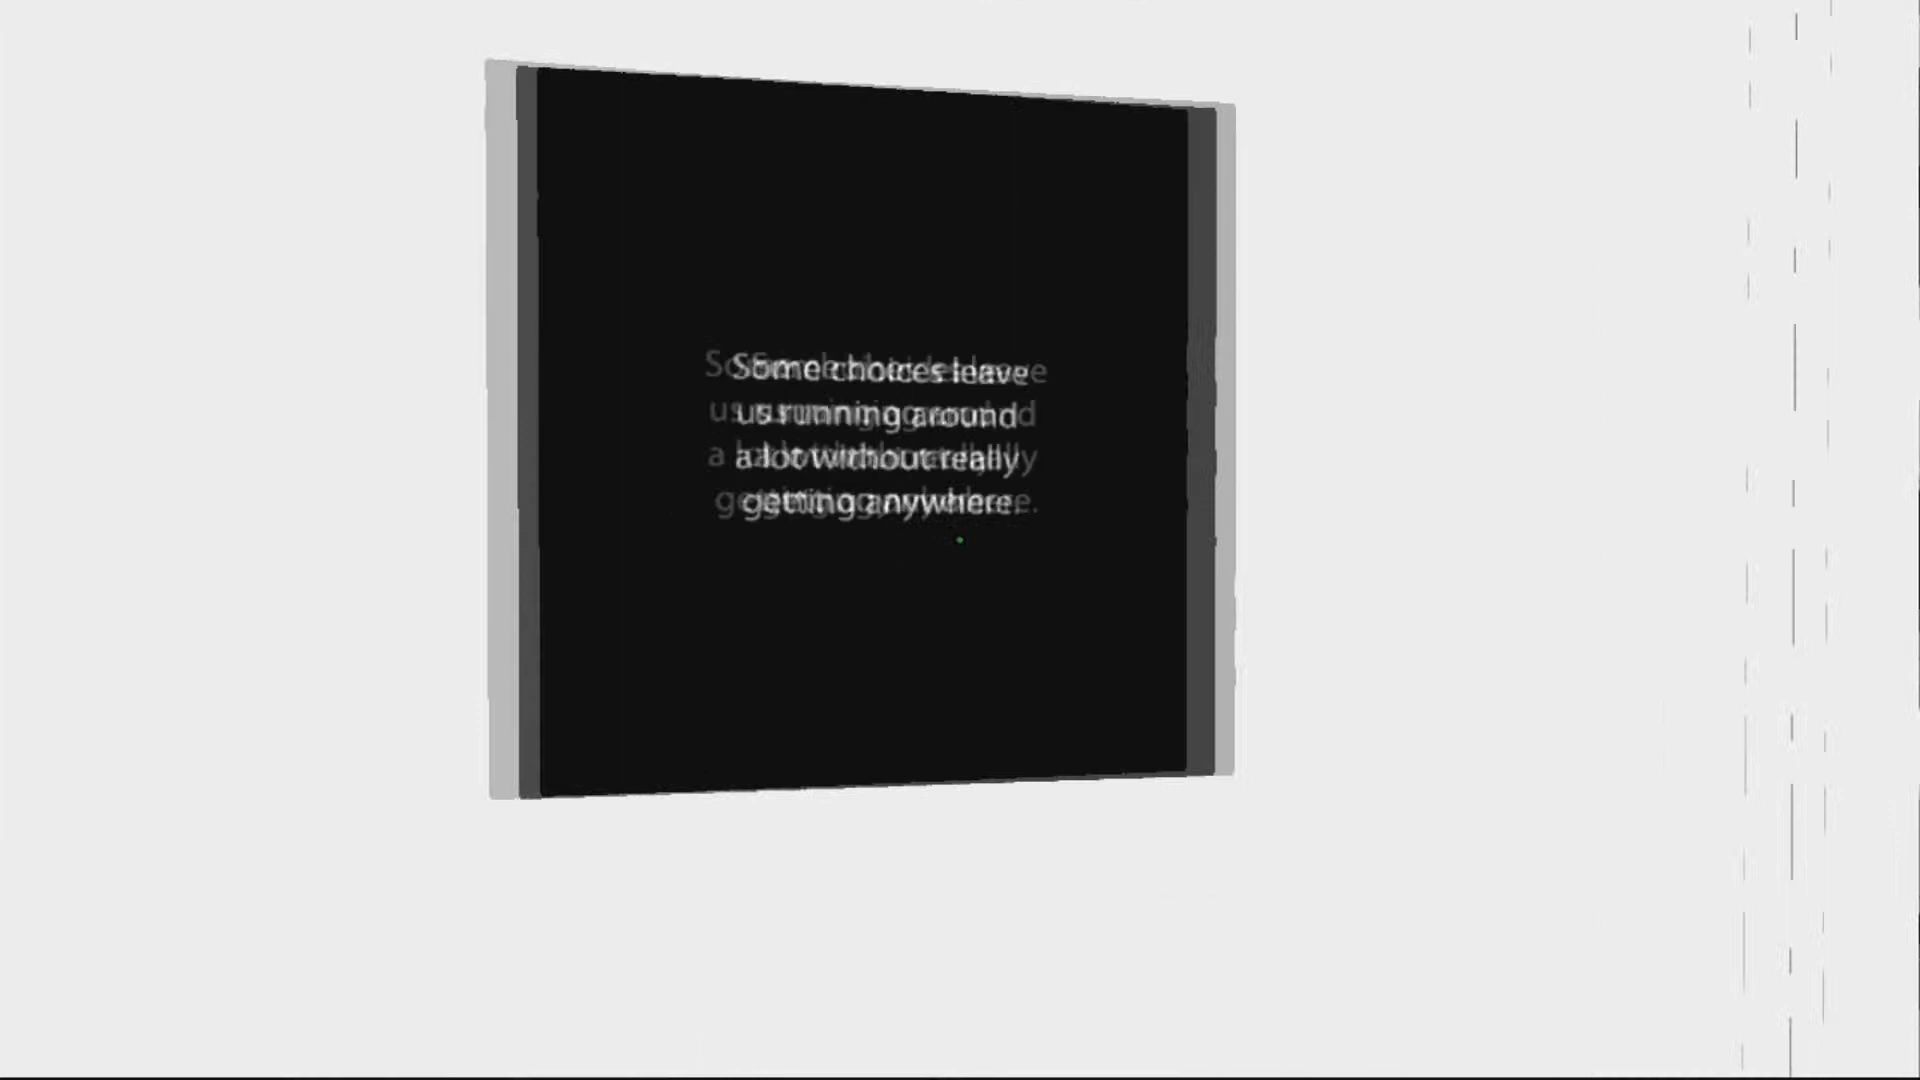 Some choices leave
us running around
a lot without really
getting anywhere.